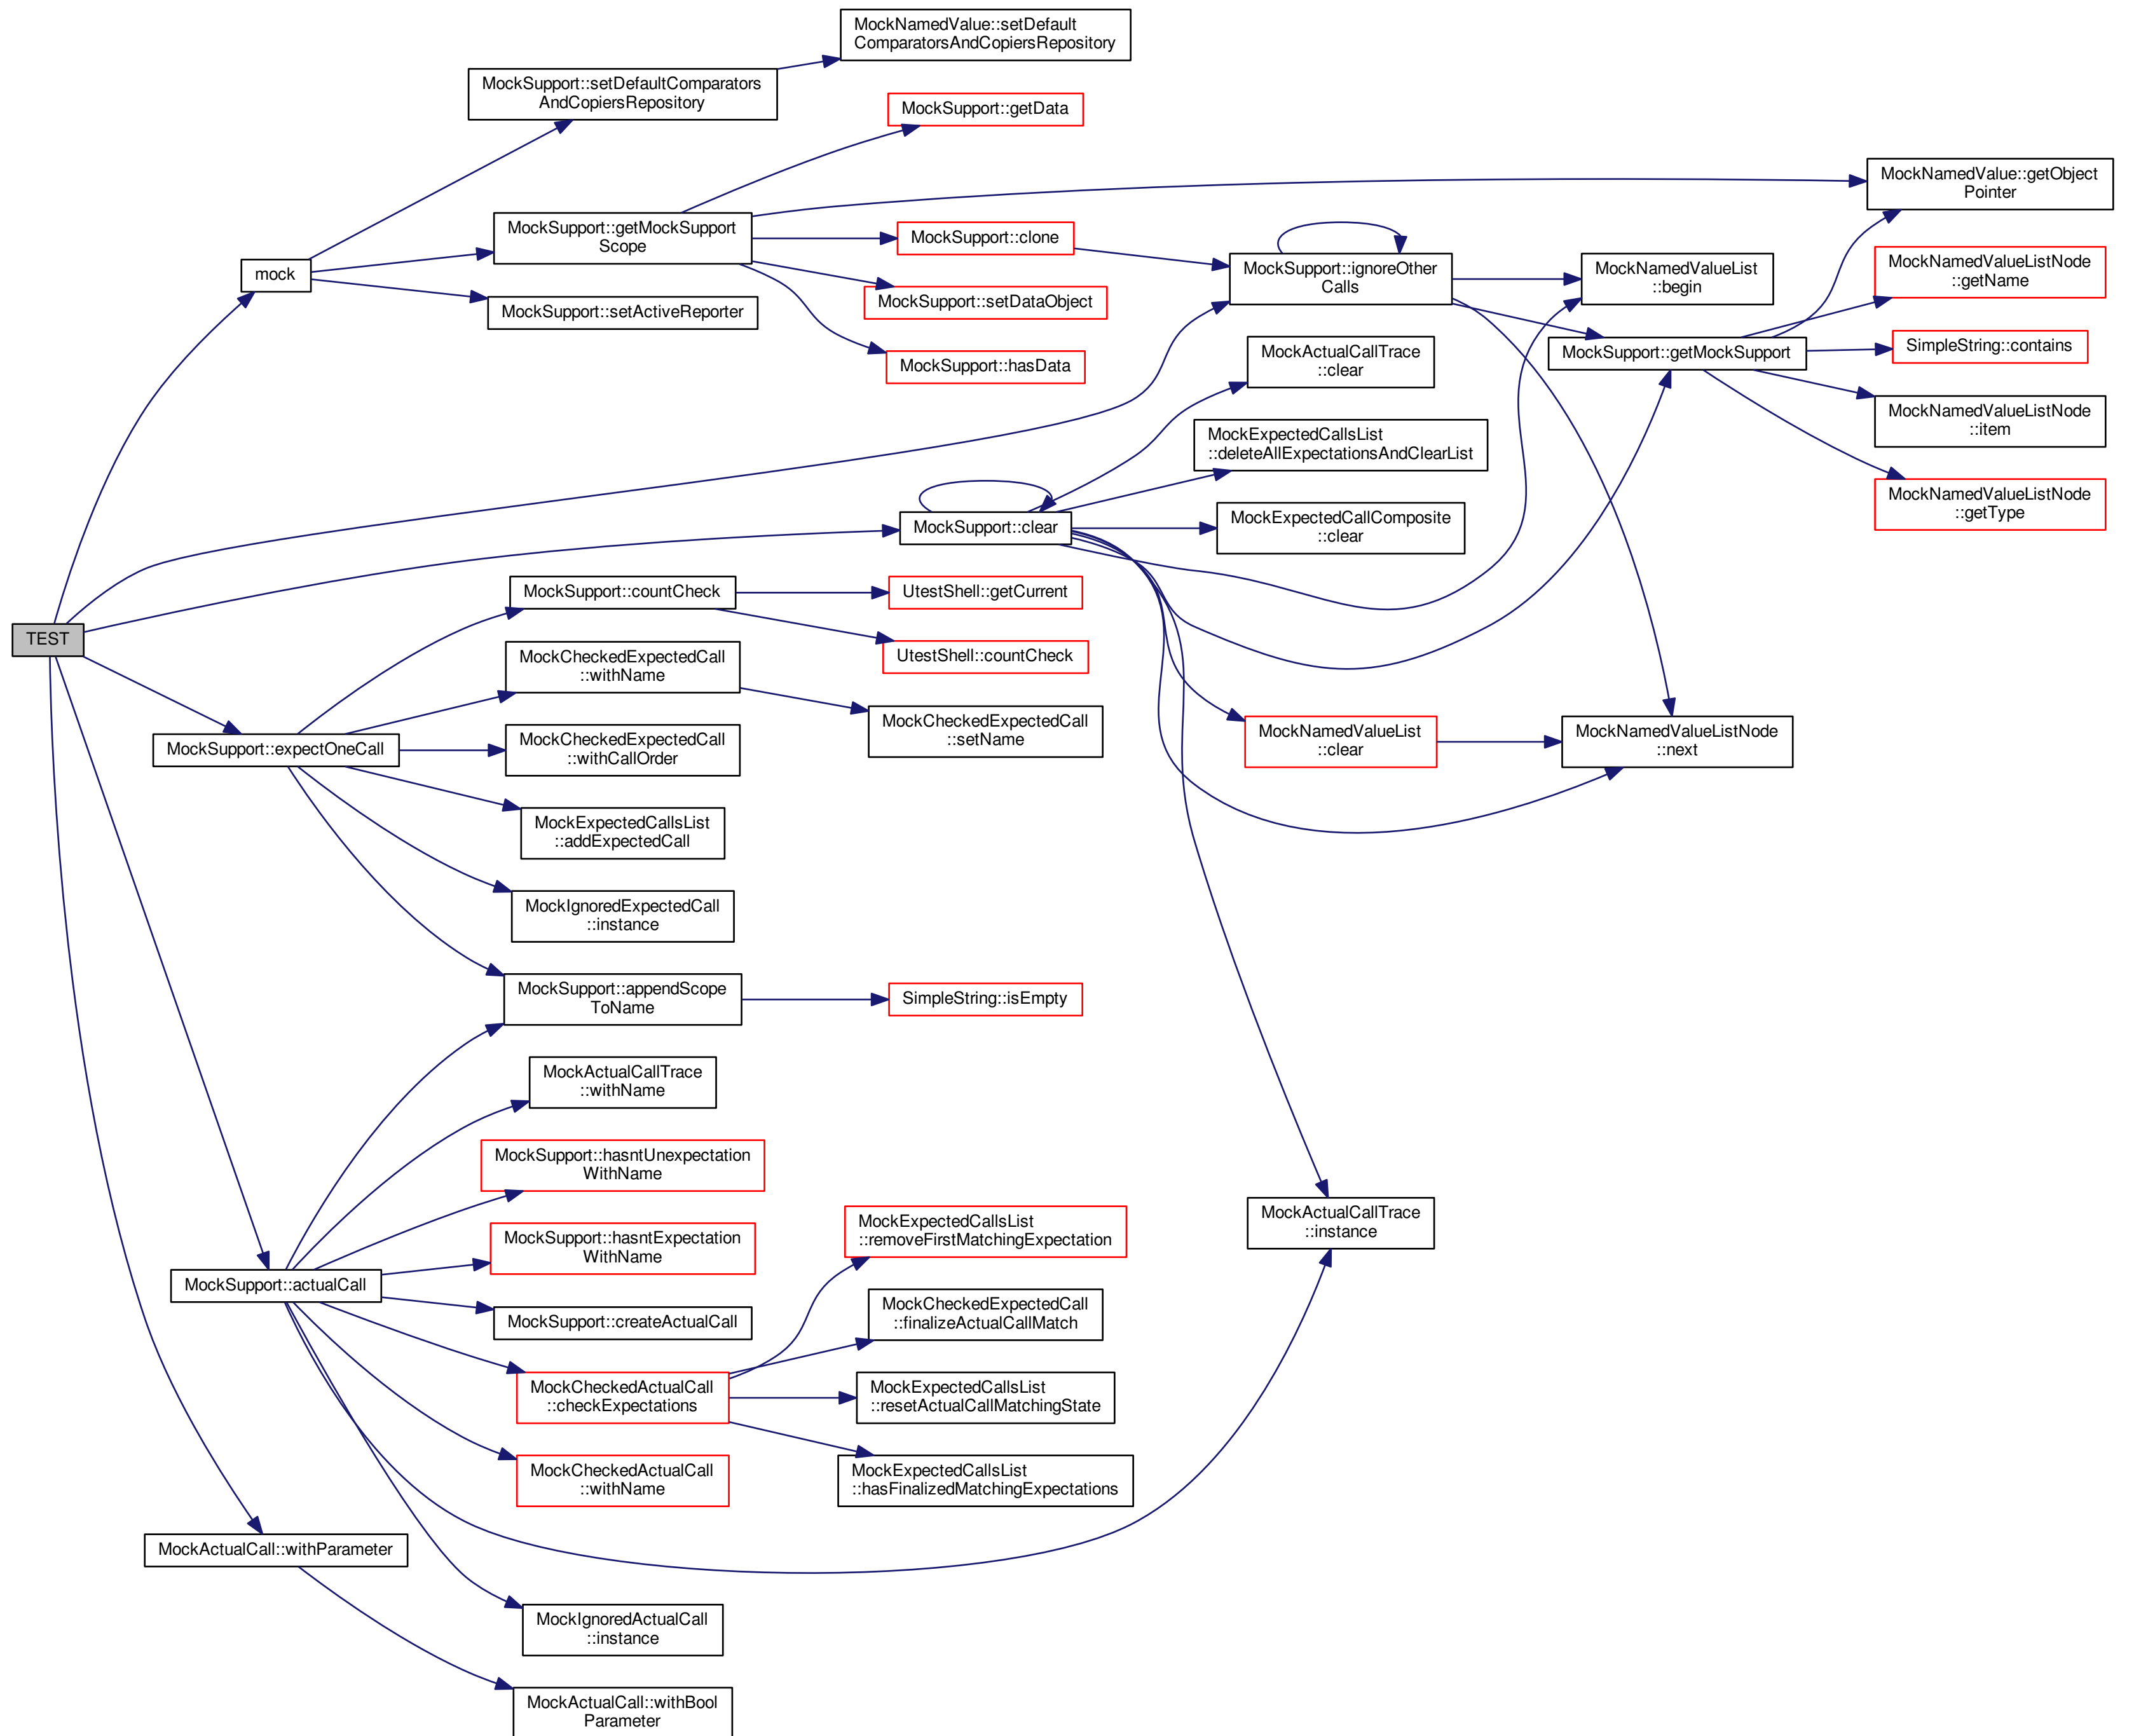 MockNamedValue::setDefault
ComparatorsAndCopiersRepository
MockSupport::setDefaultComparators
AndCopiersRepository
MockSupport::getData
MockNamedValue::getObject
Pointer
MockSupport::getMockSupport
Scope
MockSupport::clone
mock
MockSupport::ignoreOther
Calls
MockNamedValueList
::begin
MockNamedValueListNode
::getName
MockSupport::setDataObject
MockSupport::setActiveReporter
MockSupport::hasData
MockActualCallTrace
::clear
MockSupport::getMockSupport
SimpleString::contains
MockNamedValueListNode
::item
MockExpectedCallsList
::deleteAllExpectationsAndClearList
MockNamedValueListNode
::getType
MockSupport::clear
MockExpectedCallComposite
::clear
MockSupport::countCheck
UtestShell::getCurrent
TEST
UtestShell::countCheck
MockCheckedExpectedCall
::withName
MockCheckedExpectedCall
::setName
MockSupport::expectOneCall
MockCheckedExpectedCall
::withCallOrder
MockNamedValueList
::clear
MockNamedValueListNode
::next
MockExpectedCallsList
::addExpectedCall
MockIgnoredExpectedCall
::instance
MockSupport::appendScope
ToName
SimpleString::isEmpty
MockActualCallTrace
::withName
MockSupport::hasntUnexpectation
WithName
MockExpectedCallsList
::removeFirstMatchingExpectation
MockActualCallTrace
::instance
MockSupport::hasntExpectation
WithName
MockSupport::actualCall
MockSupport::createActualCall
MockCheckedExpectedCall
::finalizeActualCallMatch
MockCheckedActualCall
::checkExpectations
MockExpectedCallsList
::resetActualCallMatchingState
MockCheckedActualCall
::withName
MockExpectedCallsList
::hasFinalizedMatchingExpectations
MockActualCall::withParameter
MockIgnoredActualCall
::instance
MockActualCall::withBool
Parameter